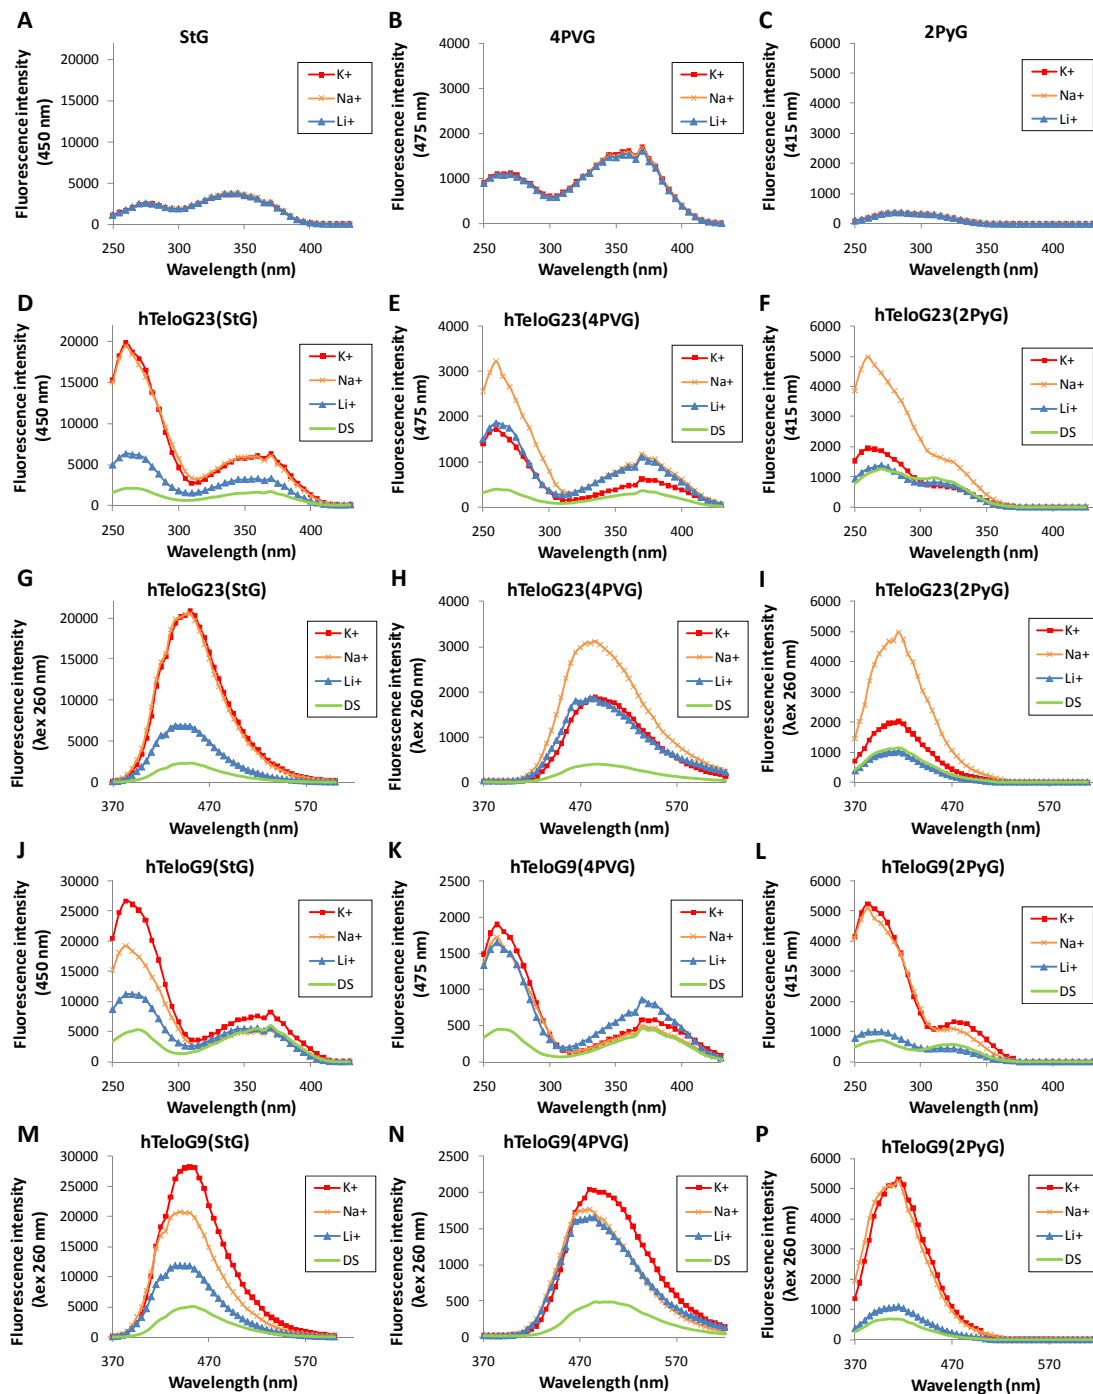 A
StG
Fluorescence intensity
(450 nm)
20000
15000
10000
5000
0
250
300
350
400
Wavelength (nm)
K+
Na+
Li+
B
4PVG
Fluorescence intensity
(475 nm)
4000
3000
2000
1000
0
250
300
350
400
Wavelength (nm)
K+
Na+
Li+
C
2PyG
Fluorescence intensity
(415 nm)
6000
5000
4000
3000
2000
1000
0
250
300
350
400
Wavelength (nm)
K+
Na+
Li+
D
hTeloG23(StG)
Fluorescence intensity
(450 nm)
20000
15000
10000
5000
0
250
300
350
400
Wavelength (nm)
K+
Na+
Li+
DS
E
hTeloG23(4PVG)
Fluorescence intensity
(475 nm)
4000
3000
2000
1000
0
250
300
350
400
Wavelength (nm)
K+
Na+
Li+
DS
F
hTeloG23(2PyG)
Fluorescence intensity
(415 nm)
6000
5000
4000
3000
2000
1000
0
250
300
350
400
Wavelength (nm)
K+
Na+
Li+
DS
G
hTeloG23(StG)
Fluorescence intensity
(λex 260 nm)
20000
15000
10000
5000
0
370
470
570
Wavelength (nm)
K+
Na+
Li+
DS
H
hTeloG23(4PVG)
Fluorescence intensity
(λex 260 nm)
4000
3000
2000
1000
0
370
470
570
Wavelength (nm)
K+
Na+
Li+
DS
I
hTeloG23(2PyG)
Fluorescence intensity
(λex 260 nm)
6000
5000
4000
3000
2000
1000
0
370
475
570
Wavelength (nm)
K+
Na+
Li+
DS
J
hTeloG9(StG)
Fluorescence intensity
(450 nm)
30000
25000
20000
15000
10000
5000
0
250
300
350
400
Wavelength (nm)
K+
Na+
Li+
DS
K
hTeloG9(4PVG)
Fluorescence intensity
(475 nm)
2500
2000
1500
1000
500
0
250
300
350
400
Wavelength (nm)
K+
Na+
Li+
DS
L
hTeloG9(2PyG)
Fluorescence intensity
(415 nm)
6000
5000
4000
3000
2000
1000
0
250
300
350
400
Wavelength (nm)
K+
Na+
Li+
DS
M
hTeloG9(StG)
Fluorescence intensity
(λex 260 nm)
30000
25000
20000
15000
10000
5000
0
370
470
570
Wavelength (nm)
K+
Na+
Li+
DS
N
hTeloG9(4PVG)
Fluorescence intensity
(λex 260 nm)
2500
2000
1500
1000
500
0
370
470
570
Wavelength (nm)
K+
Na+
Li+
DS
P
hTeloG9(2PyG)
Fluorescence intensity
(λex 260 nm)
6000
5000
4000
3000
2000
1000
0
370
475
570
Wavelength (nm)
K+
Na+
Li+
DS